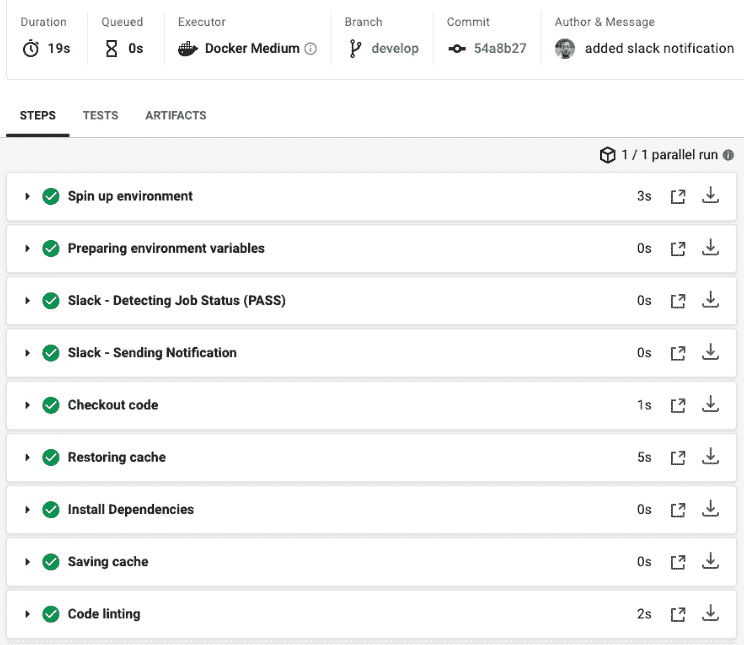 Duration Queued Executor Branch Commit Author & Message
19s 0s Docker Medium develop 54a8b27 added slack notification
STEPS TESTS ARTIFACTS
1 / 1 parallel run
Spin up environment 3s
Preparing environment variables 0s
Slack - Detecting Job Status (PASS) 0s
Slack - Sending Notification 0s
Checkout code 1s
Restoring cache 5s
Install Dependencies 0s
Saving cache 0s
Code linting 2s